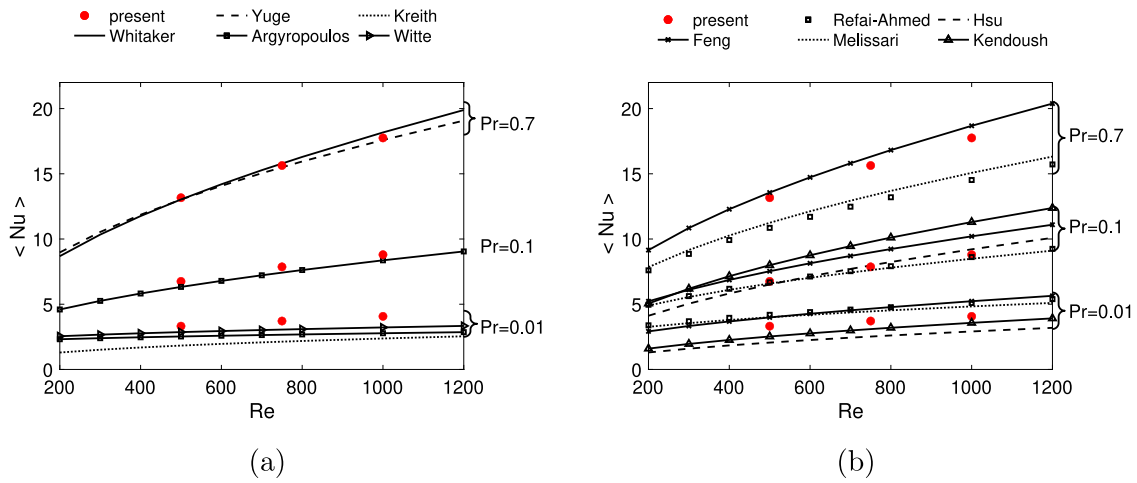 present Yuge Kreith
Whitaker Argyropoulos Witte
20
15
10
5
0
200 400 600 800 1000 1200
< Nu >
Re
Pr=0.7
Pr=0.1
Pr=0.01
(a)
present Refai-Ahmed Hsu
Feng Melissari Kendoush
20
15
10
5
0
200 400 600 800 1000 1200
< Nu >
Re
Pr=0.7
Pr=0.1
Pr=0.01
(b)